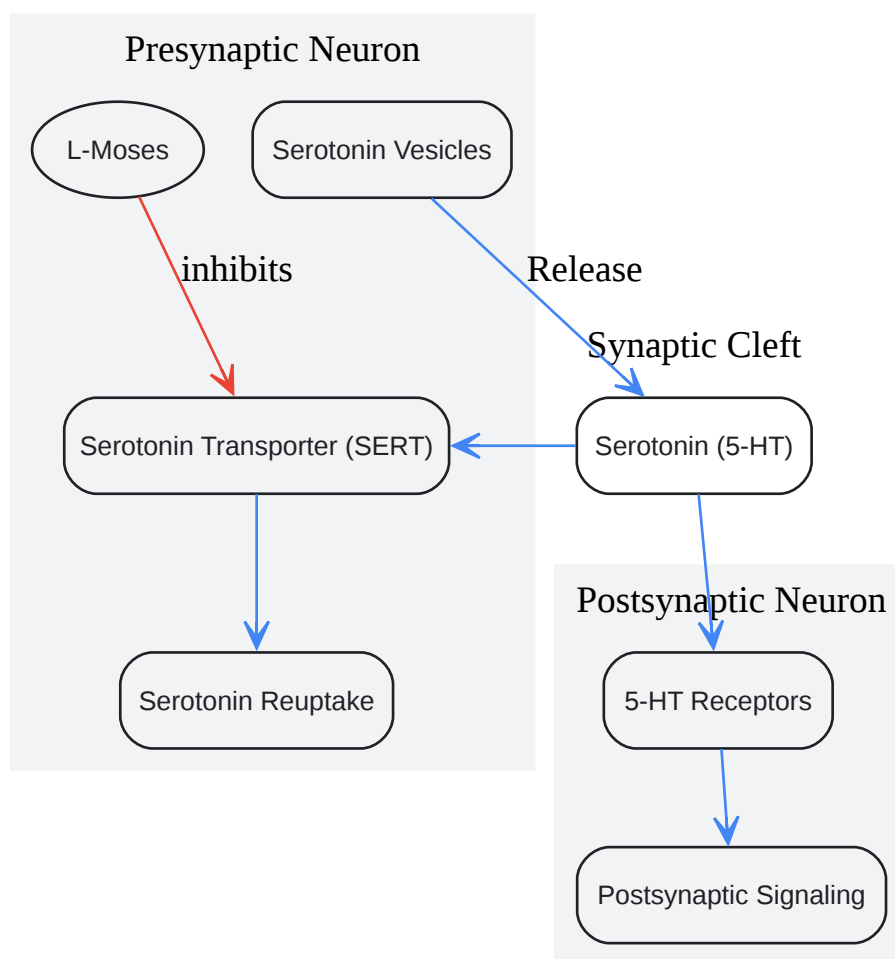 Presynaptic Neuron
L-Moses
Serotonin Vesicles
inhibits
Release
Synaptic Cleft
Serotonin Transporter (SERT)
Serotonin (5-HT)
Postsynaptic Neuron
Serotonin Reuptake
5-HT Receptors
Postsynaptic Signaling